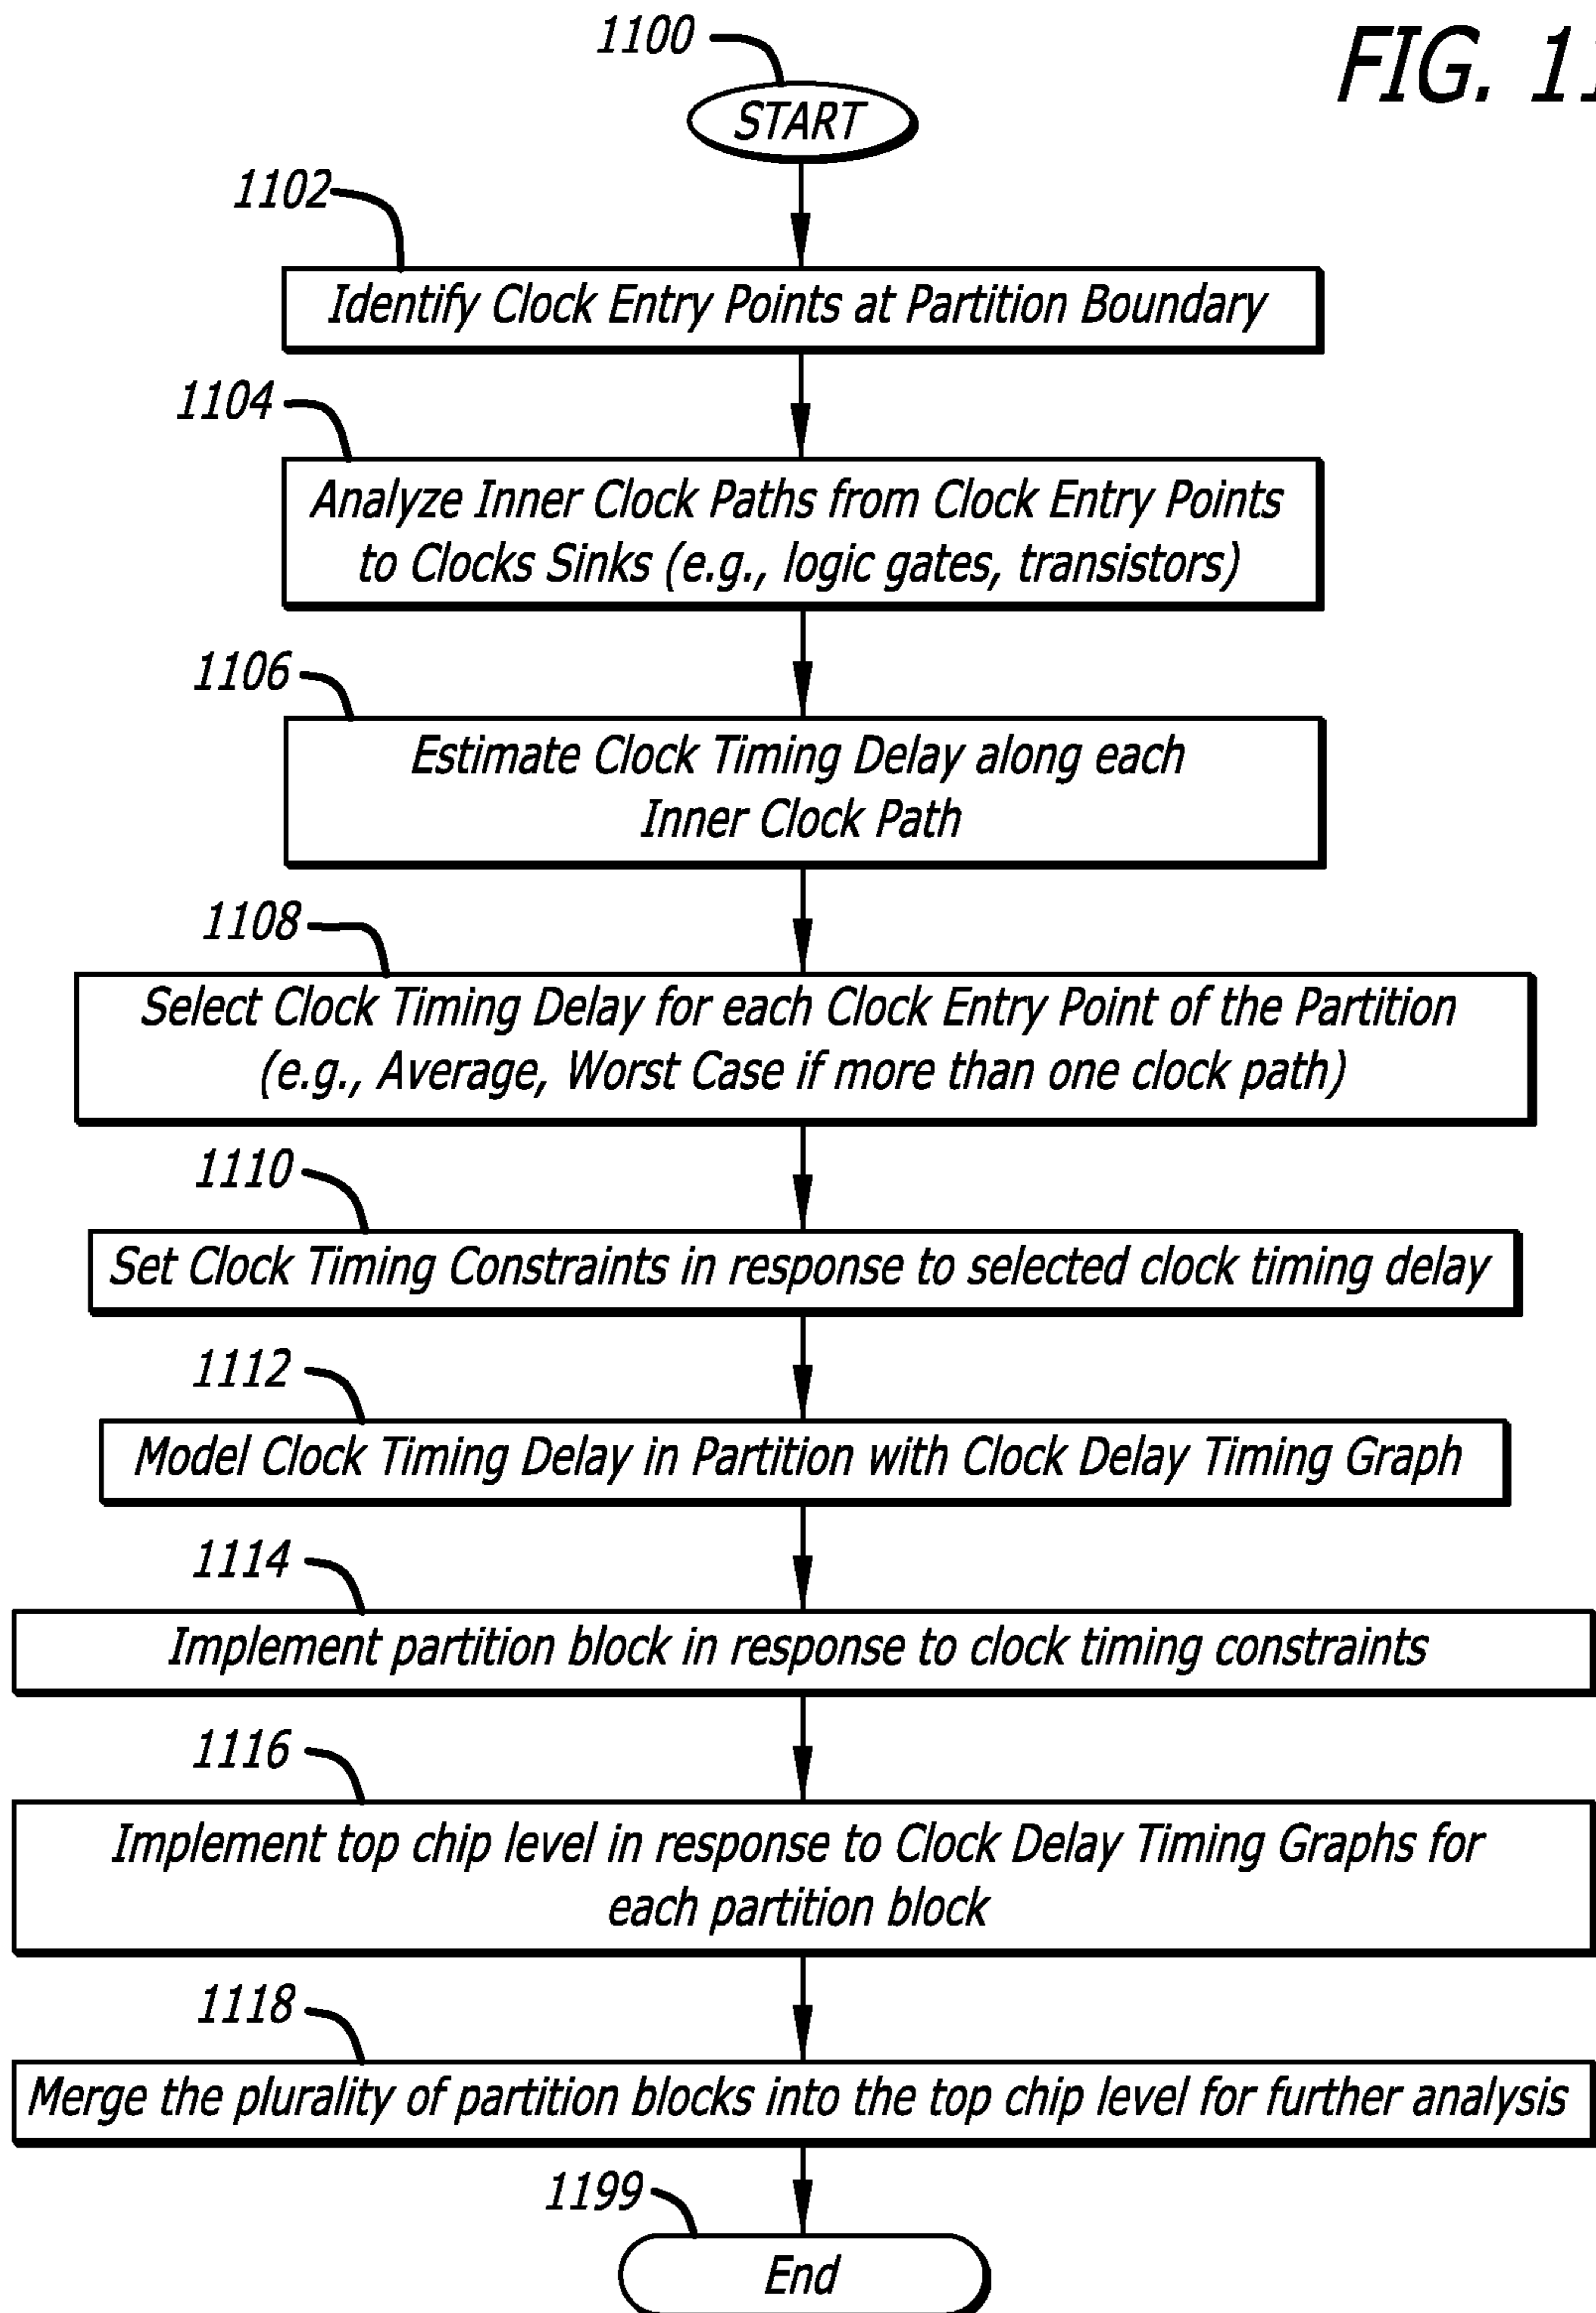 1100
FIG. 11
START
1102
Identify Clock Entry Points at Partition Boundary
1104
Analyze Inner Clock Paths from Clock Entry Points
to Clocks Sinks (e.g., logic gates, transistors)
1106
Estimate Clock Timing Delay along each
Inner Clock Path
1108
Select Clock Timing Delay for each Clock Entry Point of the Partition
(e.g., Average, Worst Case if more than one clock path)
1110
Set Clock Timing Constraints in response to selected clock timing delay
1112
Model Clock Timing Delay in Partition with Clock Delay Timing Graph
1114
Implement partition block in response to clock timing constraints
1116
Implement top chip level in response to Clock Delay Timing Graphs for
each partition block
1118
Merge the plurality of partition blocks into the top chip level for further analysis
1199
End